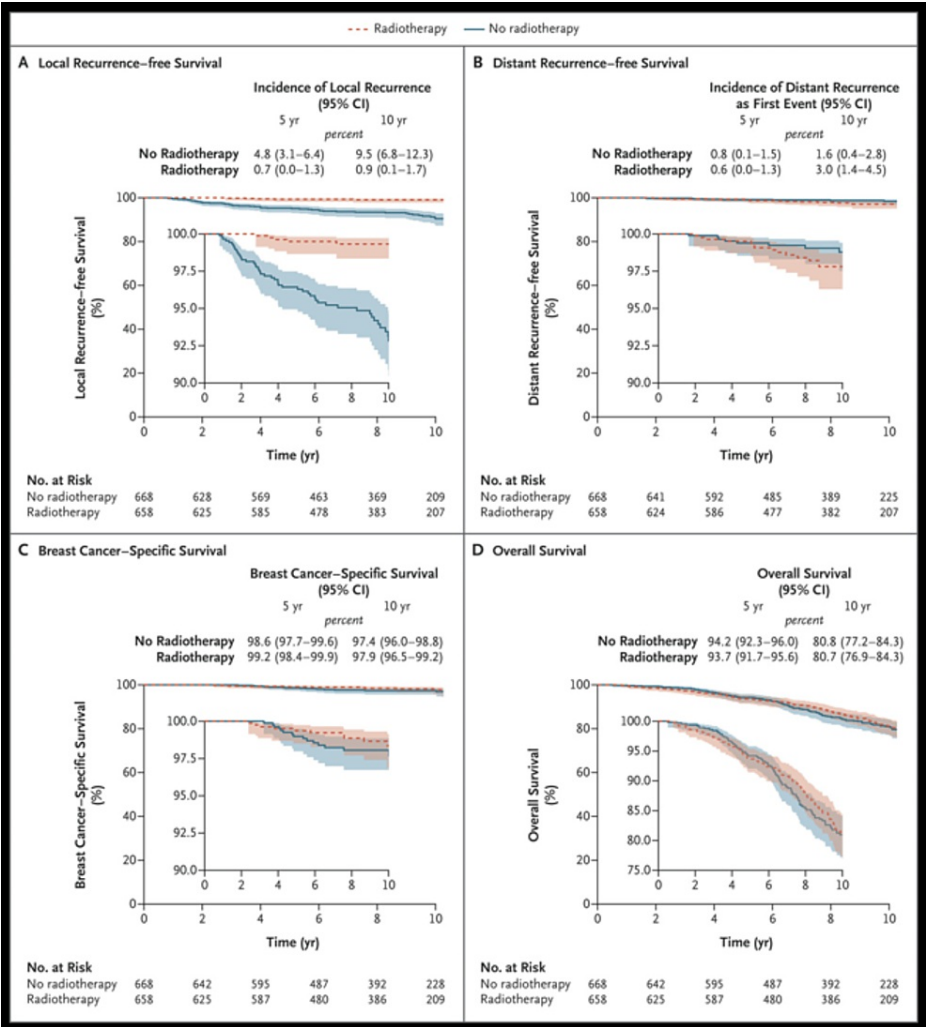 Radiotherapy No radiotherapy
A Local Recurrence–free Survival
Incidence of Local Recurrence
(95% CI)
5 yr 10 yr
percent
No Radiotherapy 4.8 (3.1–6.4) 9.5 (6.8–12.3)
Radiotherapy 0.7 (0.0–1.3) 0.9 (0.1–1.7)
Local Recurrence-free Survival
(%)
100
80
60
40
20
0
100.0
97.5
95.0
92.5
90.0
0 2 4 6 8 10
0 2 4 6 8 10
Time (yr)
No. at Risk
No radiotherapy 668 628 569 463 369 209
Radiotherapy 658 625 585 478 383 207
B Distant Recurrence–free Survival
Incidence of Distant Recurrence
as First Event (95% CI)
5 yr 10 yr
percent
No Radiotherapy 0.8 (0.1–1.5) 1.6 (0.4–2.8)
Radiotherapy 0.6 (0.0–1.3) 3.0 (1.4–4.5)
Distant Recurrence-free Survival
(%)
100
80
60
40
20
0
100.0
97.5
95.0
92.5
90.0
0 2 4 6 8 10
0 2 4 6 8 10
Time (yr)
No. at Risk
No radiotherapy 668 641 592 485 389 225
Radiotherapy 658 624 586 477 382 207
C Breast Cancer–Specific Survival
Breast Cancer–Specific Survival
(95% CI)
5 yr 10 yr
percent
No Radiotherapy 98.6 (97.7–99.6) 97.4 (96.0–98.8)
Radiotherapy 99.2 (98.4–99.9) 97.9 (96.5–99.2)
Breast Cancer–Specific Survival
(%)
100
80
60
40
20
0
100.0
97.5
95.0
92.5
90.0
0 2 4 6 8 10
0 2 4 6 8 10
Time (yr)
No. at Risk
No radiotherapy 668 642 595 487 392 228
Radiotherapy 658 625 587 480 386 209
D Overall Survival
Overall Survival
(95% CI)
5 yr 10 yr
percent
No Radiotherapy 94.2 (92.3–96.0) 80.8 (77.2–84.3)
Radiotherapy 93.7 (91.7–95.6) 80.7 (76.9–84.3)
Overall Survival
(%)
100
80
60
40
20
0
100.0
95.0
90.0
85.0
80.0
75.0
0 2 4 6 8 10
0 2 4 6 8 10
Time (yr)
No. at Risk
No radiotherapy 668 642 595 487 392 228
Radiotherapy 658 625 587 480 386 209